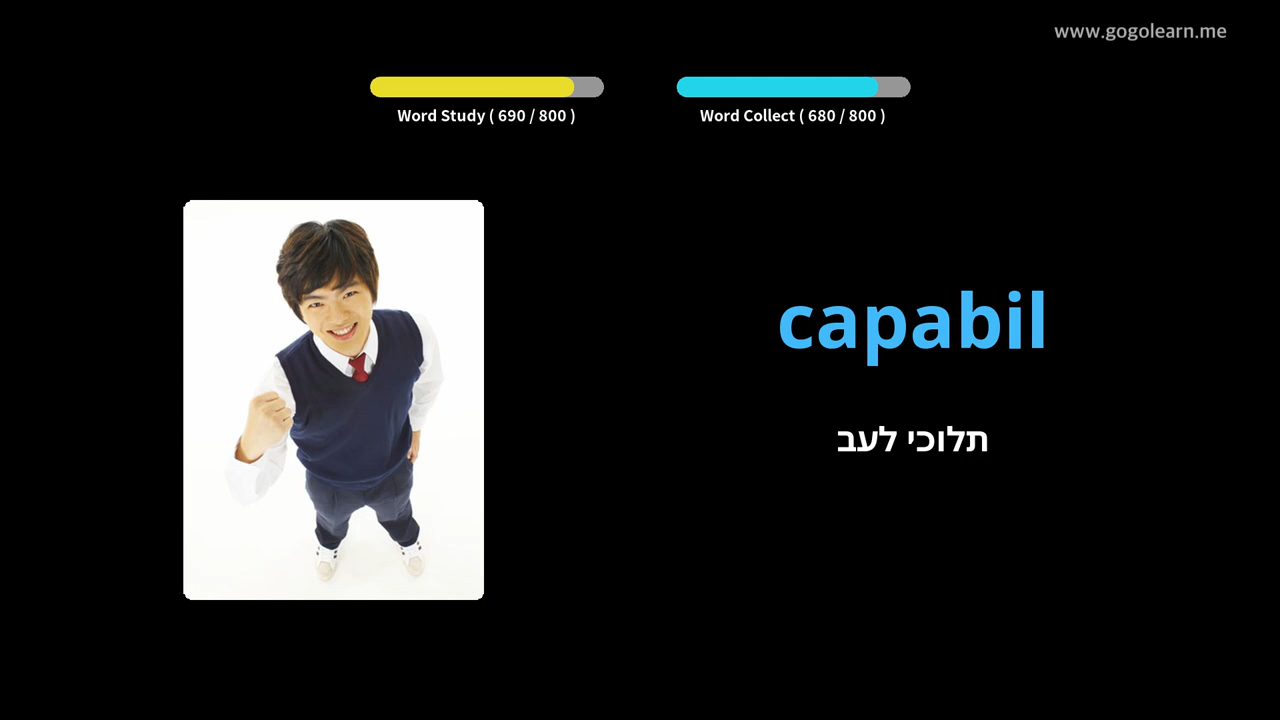 www.gogolearn.me
Word Study ( 690 / 800 )
Word Collect ( 680 / 800 )
capabil
תלוכי לעב